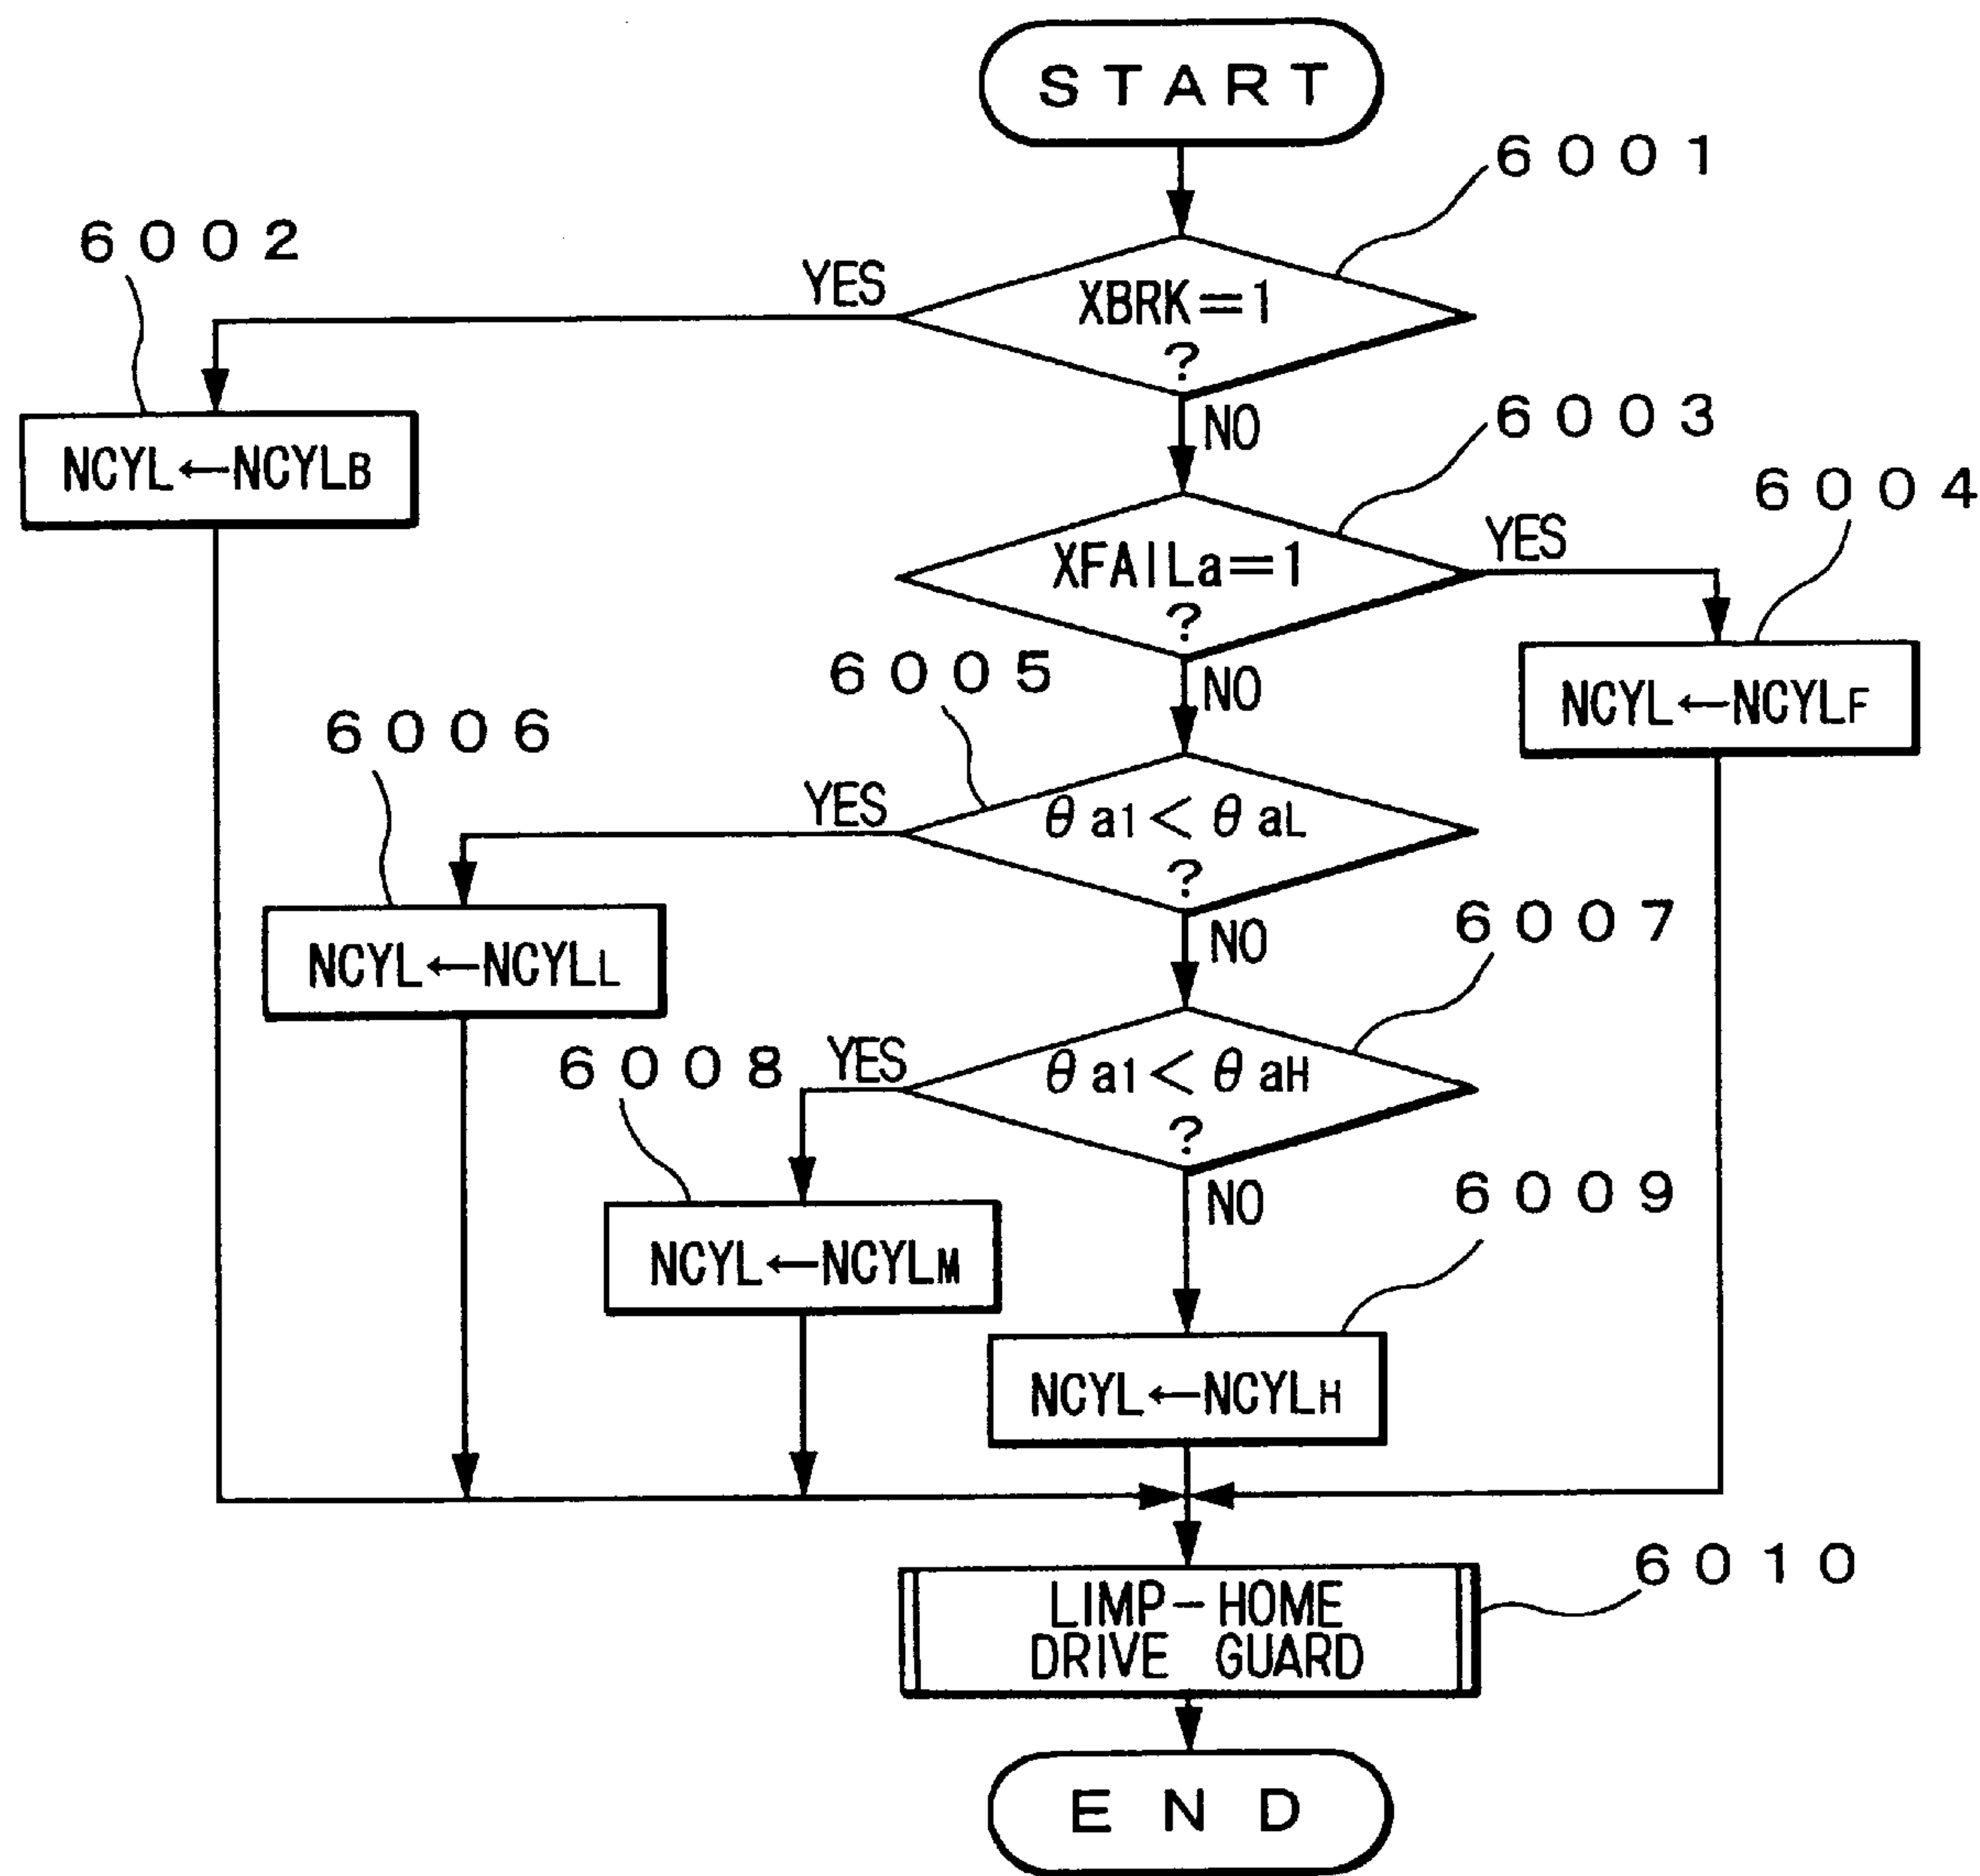 START
6001
6002
YES
XBRK=1
?
NO
6003
NCYL←NCYLB
6004
YES
XFAILa=1
?
NO
6005
NCYL←NCYLF
6006
YES
θa1<θaL
?
NO
6007
NCYL←NCYLL
6008
YES
θa1<θaH
?
NO
6009
NCYL←NCYLM
NCYL←NCYLH
6010
LIMP-HOME
DRIVE GUARD
END